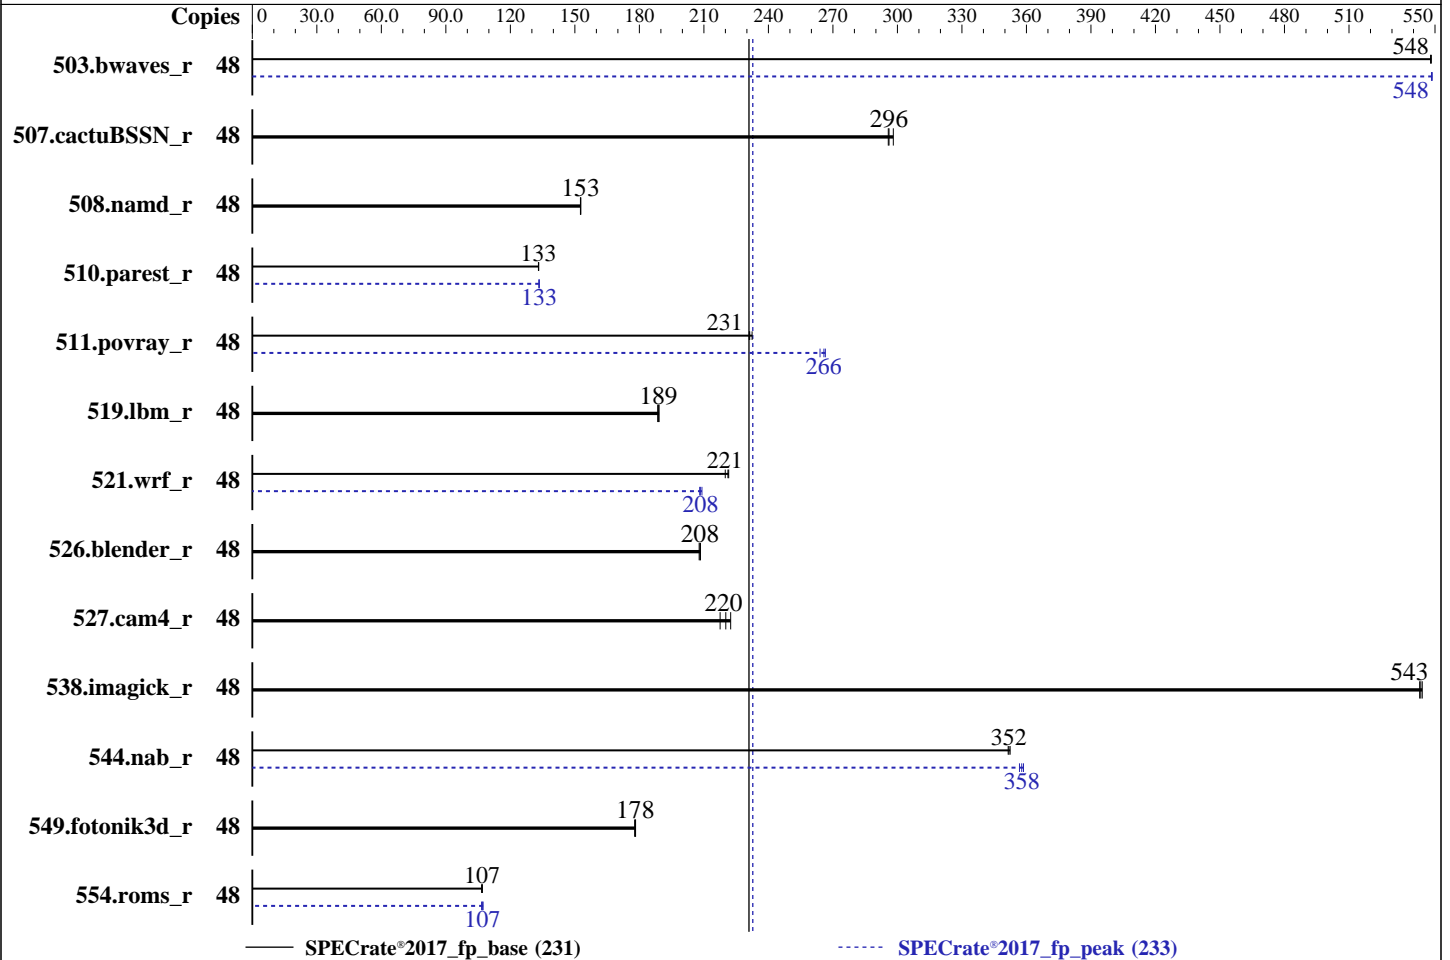 Copies 0 30.0 60.0 90.0 120 150 180 210 240 270 300 330 360 390 420 450 480 510 550
503.bwaves_r 48 548
548
507.cactuBSSN_r 48 296
508.namd_r 48 153
510.parest_r 48 133
133
511.povray_r 48 231
266
519.lbm_r 48 189
521.wrf_r 48 221
208
526.blender_r 48 208
527.cam4_r 48 220
538.imagick_r 48 543
544.nab_r 48 352
358
549.fotonik3d_r 48 178
554.roms_r 48 107
107
SPECrate®2017_fp_base (231) SPECrate®2017_fp_peak (233)